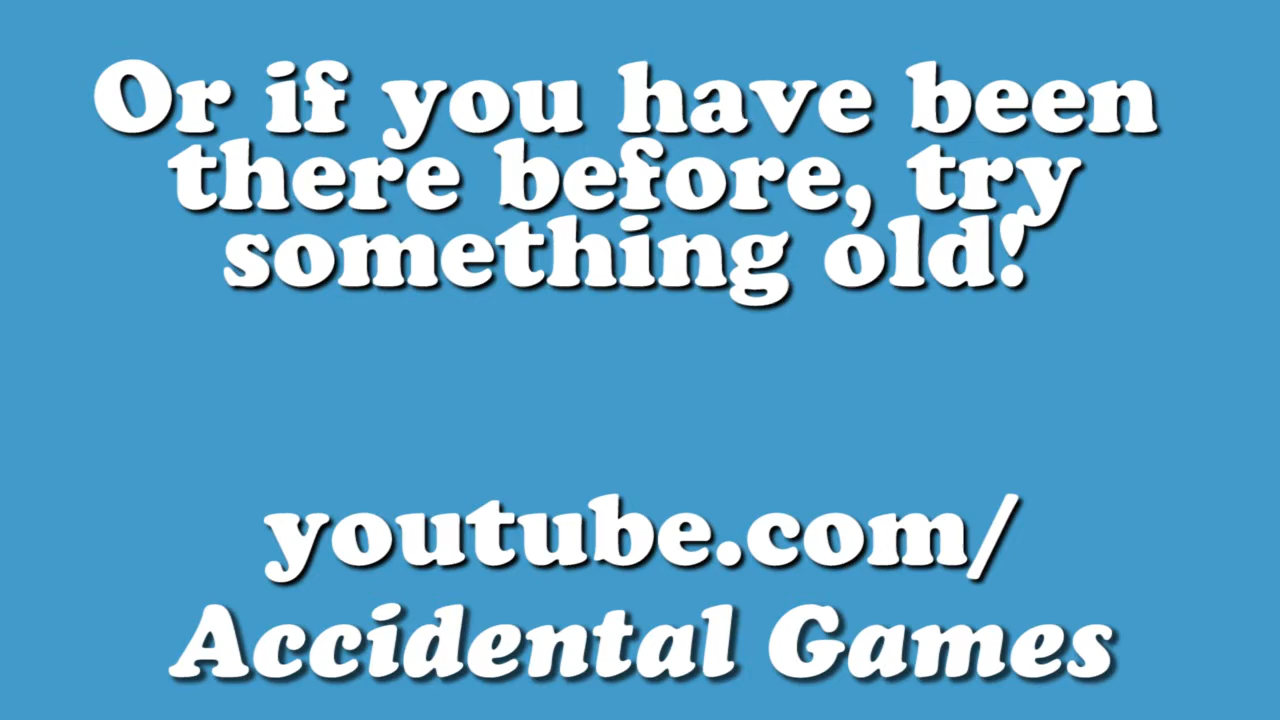 Or if you have been
there before, try
something old!
youtube.com/
Accidental Games